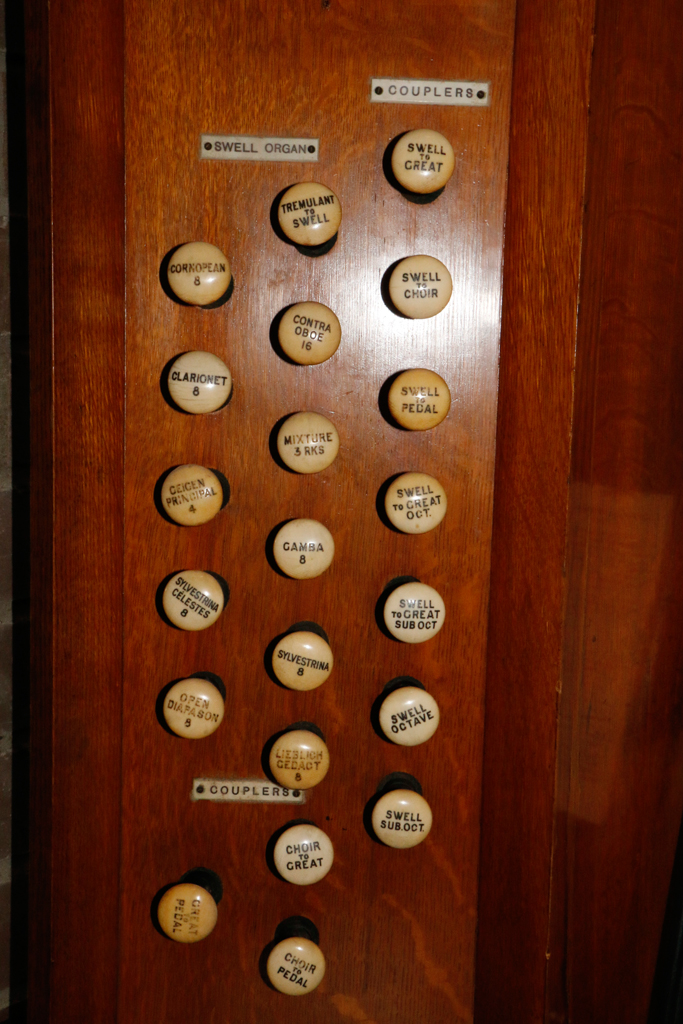 COUPLERS
SWELL
TO
GREAT
SWELL
TO
CHOIR
SWELL
TO
PEDAL
SWELL
TO GREAT
OCT.
SWELL
TO GREAT
SUB OCT
SWELL
OCTAVE
SWELL
SUB.OCT.
SWELL ORGAN
TREMULANT
TO
SWELL
CORNOPEAN
8
CONTRA
OBOE
16
CLARIONET
8
MIXTURE
3 RKS
GEIGEN
PRINCIPAL
4
GAMBA
8
SYLVESTRINA
CELESTES
8
SYLVESTRINA
8
OPEN
DIAPASON
8
LIEBLICH
GEDACT
8
COUPLERS
CHOIR
TO
GREAT
GREAT
TO
PEDAL
CHOIR
TO
PEDAL